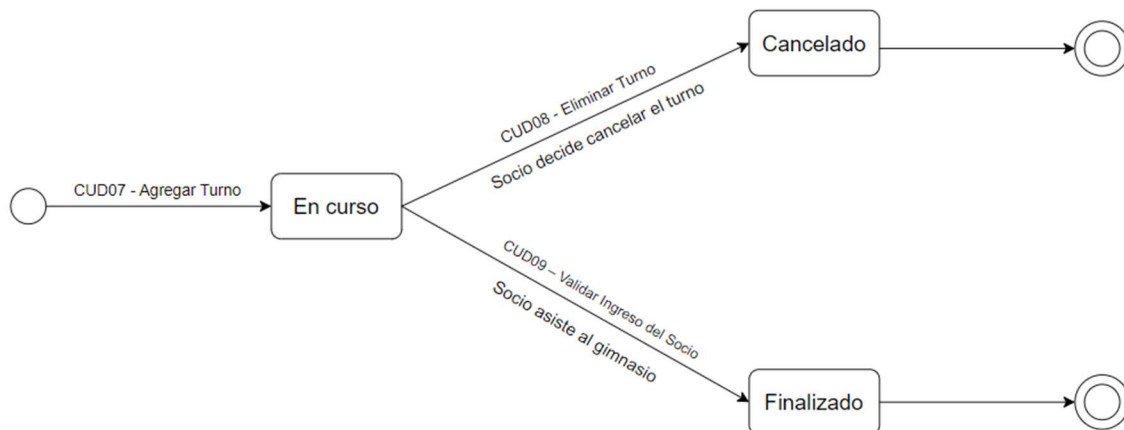 Cancelado
CUD08 - Eliminar Turno
Socio decide cancelar el turno
CUD07 - Agregar Turno
En curso
CUD09 – Validar Ingreso del Socio
Socio asiste al gimnasio
Finalizado